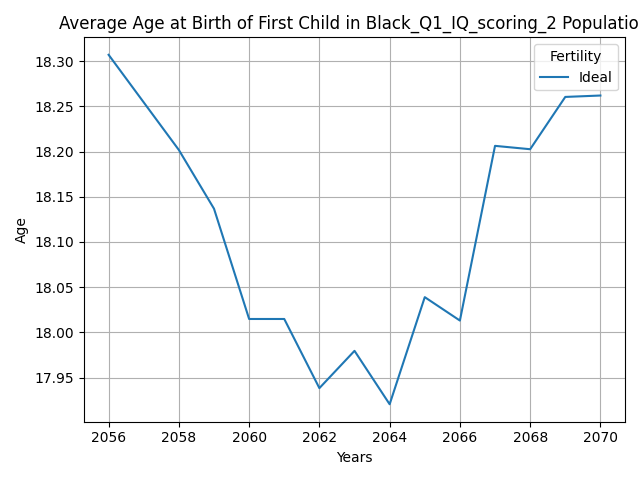 Average Age at Birth of First Child in Black_Q1_IQ_scoring_2 Populatio
Fertility
Ideal
18.30
18.25
18.20
18.15
18.10
18.05
18.00
17.95
Age
2056 2058 2060 2062 2064 2066 2068 2070
Years